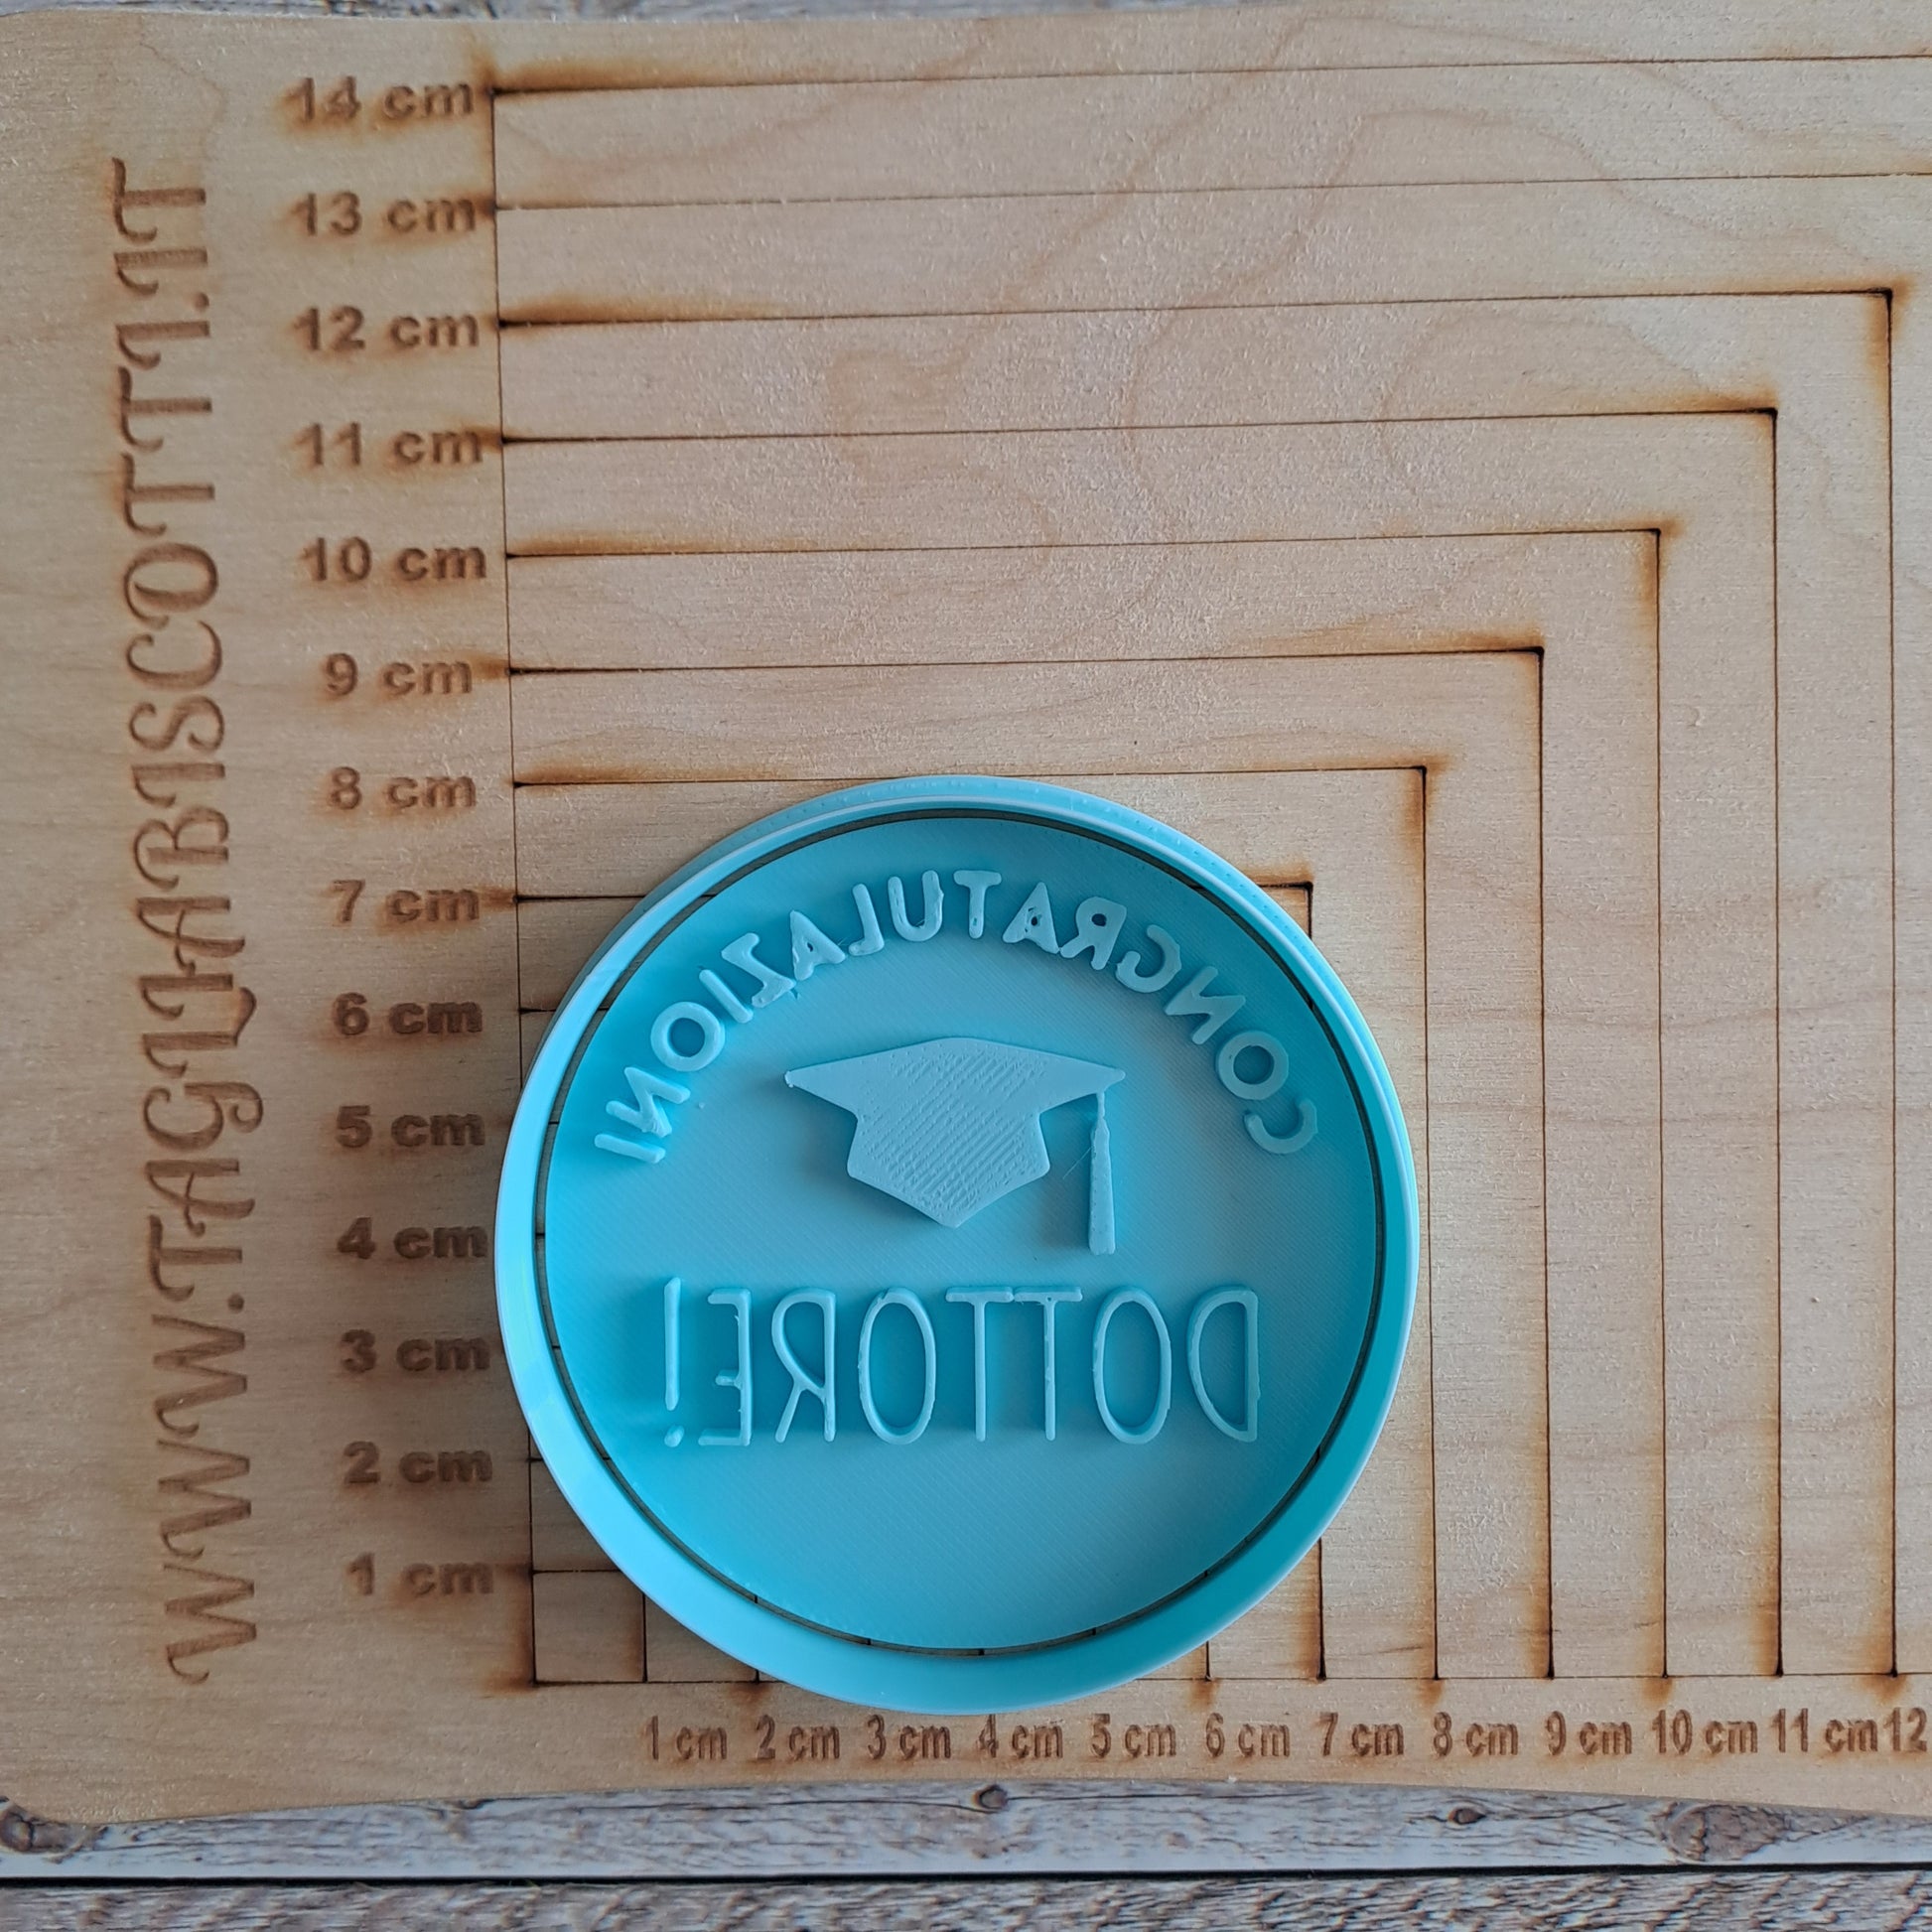 WWW.TAGLIABISCOTTI.IT
14 cm
13 cm
12 cm
11 cm
10 cm
9 cm
8 cm
7 cm
6 cm
5 cm
4 cm
3 cm
2 cm
1 cm
CONGRATULAZIONI
DOTTORE!
1 cm 2 cm 3 cm 4 cm 5 cm 6 cm 7 cm 8 cm 9 cm 10 cm 11 cm 12